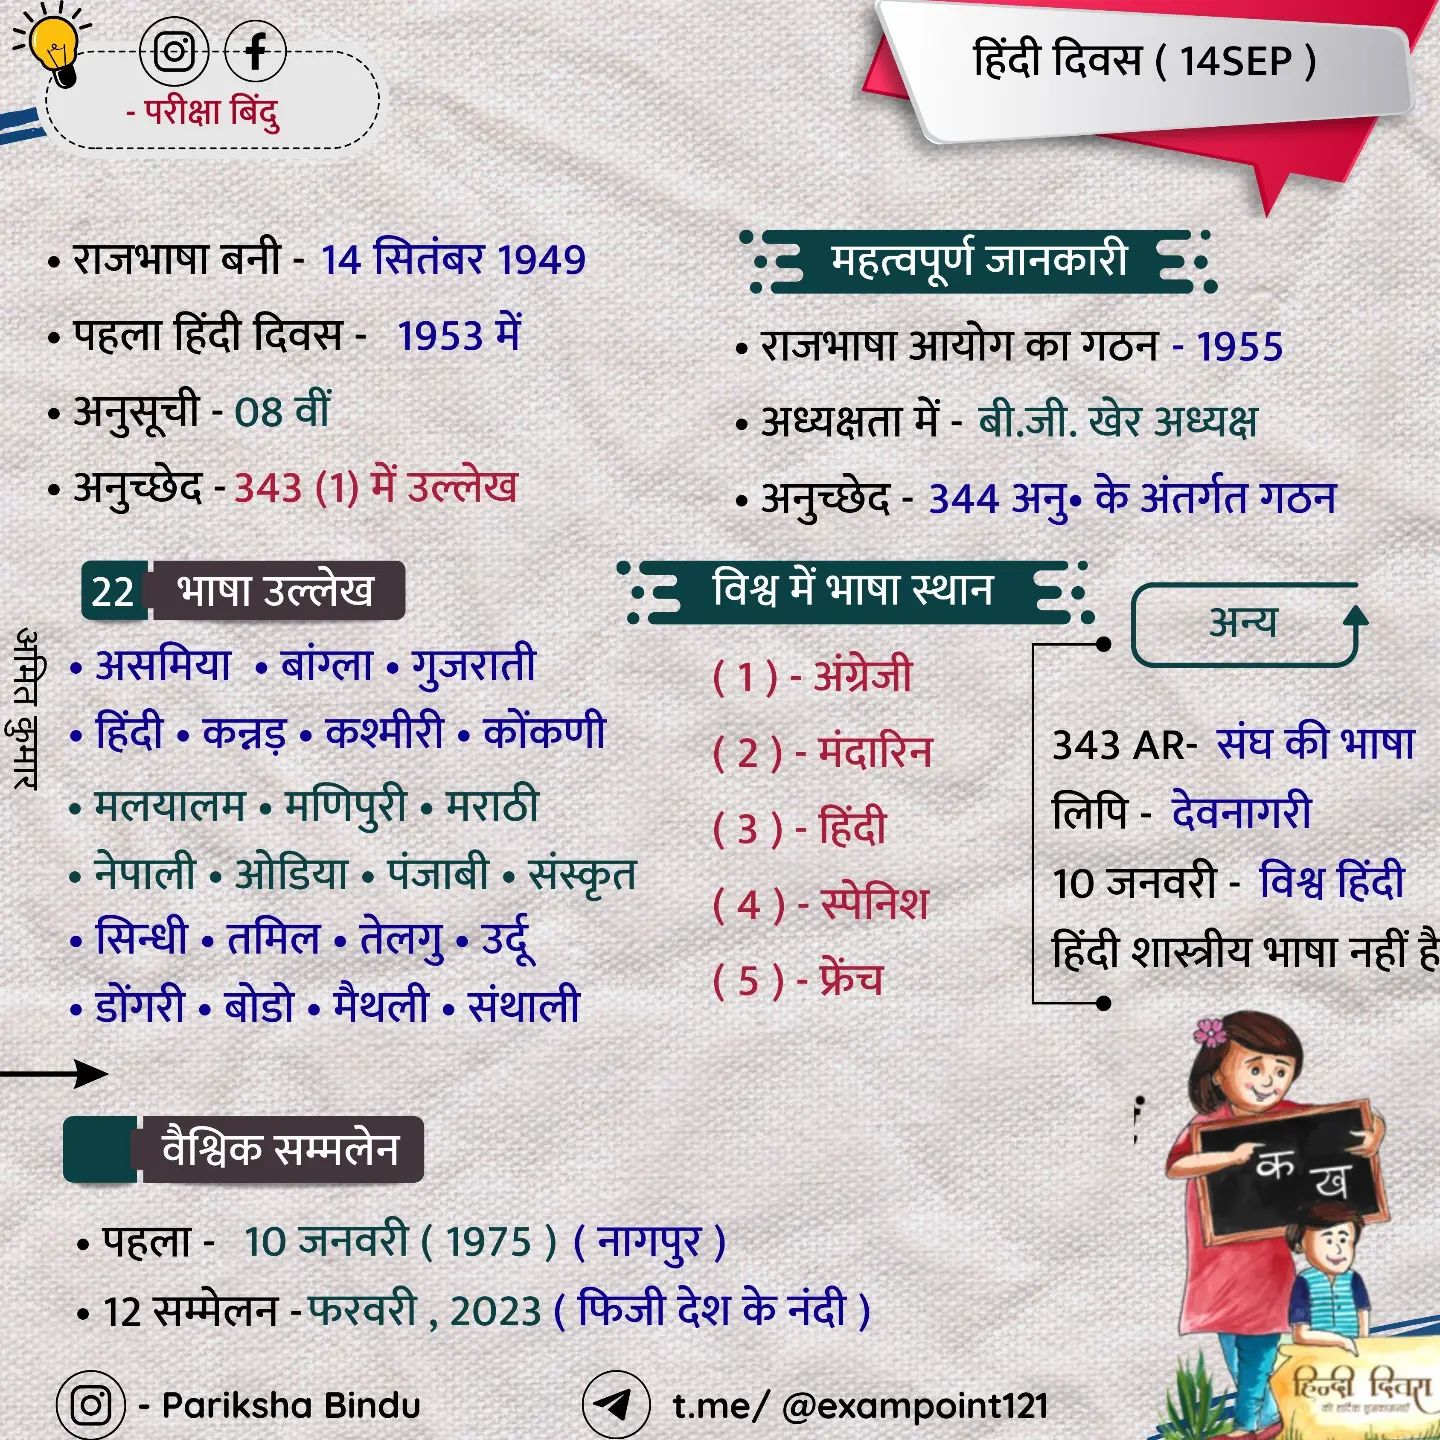 - परीक्षा बिंदु
हिंदी दिवस ( 14SEP )
• राजभाषा बनी - 14 सितंबर 1949
• पहला हिंदी दिवस - 1953 में
• अनुसूची - 08 वीं
• अनुच्छेद - 343 (1) में उल्लेख
महत्वपूर्ण जानकारी
• राजभाषा आयोग का गठन - 1955
• अध्यक्षता में - बी.जी. खेर अध्यक्ष
• अनुच्छेद - 344 अनु• के अंतर्गत गठन
22 भाषा उल्लेख
• असमिया • बांग्ला • गुजराती
• हिंदी • कन्नड़ • कश्मीरी • कोंकणी
• मलयालम • मणिपुरी • मराठी
• नेपाली • ओडिया • पंजाबी • संस्कृत
• सिन्धी • तमिल • तेलगु • उर्दू
• डोंगरी • बोडो • मैथली • संथाली
अमित कुमार
विश्व में भाषा स्थान
( 1 ) - अंग्रेजी
( 2 ) - मंदारिन
( 3 ) - हिंदी
( 4 ) - स्पेनिश
( 5 ) - फ्रेंच
अन्य
343 AR- संघ की भाषा
लिपि - देवनागरी
10 जनवरी - विश्व हिंदी
हिंदी शास्त्रीय भाषा नहीं है
वैश्विक सम्मलेन
• पहला - 10 जनवरी ( 1975 ) ( नागपुर )
• 12 सम्मेलन - फरवरी , 2023 ( फिजी देश के नंदी )
क ख
हिन्दी दिवस
- Pariksha Bindu
t.me/ @exampoint121